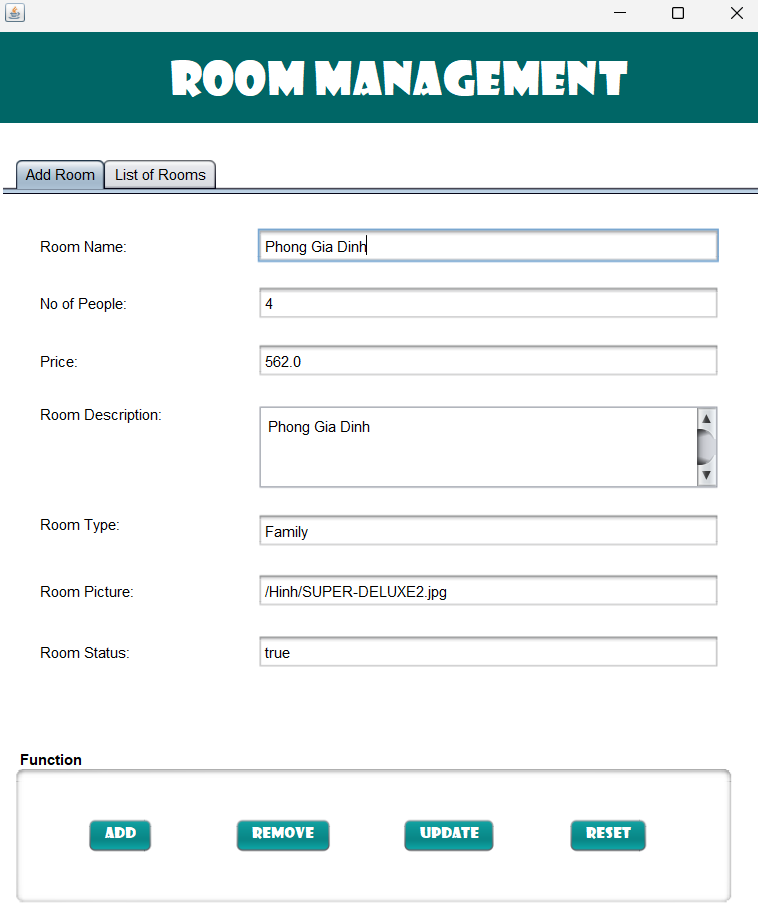 ROOM MANAGEMENT
Add Room List of Rooms
Room Name: Phong Gia Dinh
No of People: 4
Price: 562.0
Room Description: Phong Gia Dinh
Room Type: Family
Room Picture: /Hinh/SUPER-DELUXE2.jpg
Room Status: true
Function
ADD REMOVE UPDATE RESET